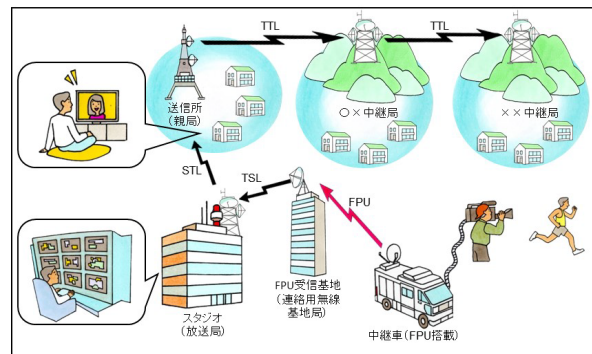 TTL
TTL
送信所
(親局)
○×中継局
××中継局
STL
TSL
FPU
FPU受信基地
(連絡用無線
基地局)
スタジオ
(放送局)
中継車(FPU搭載)